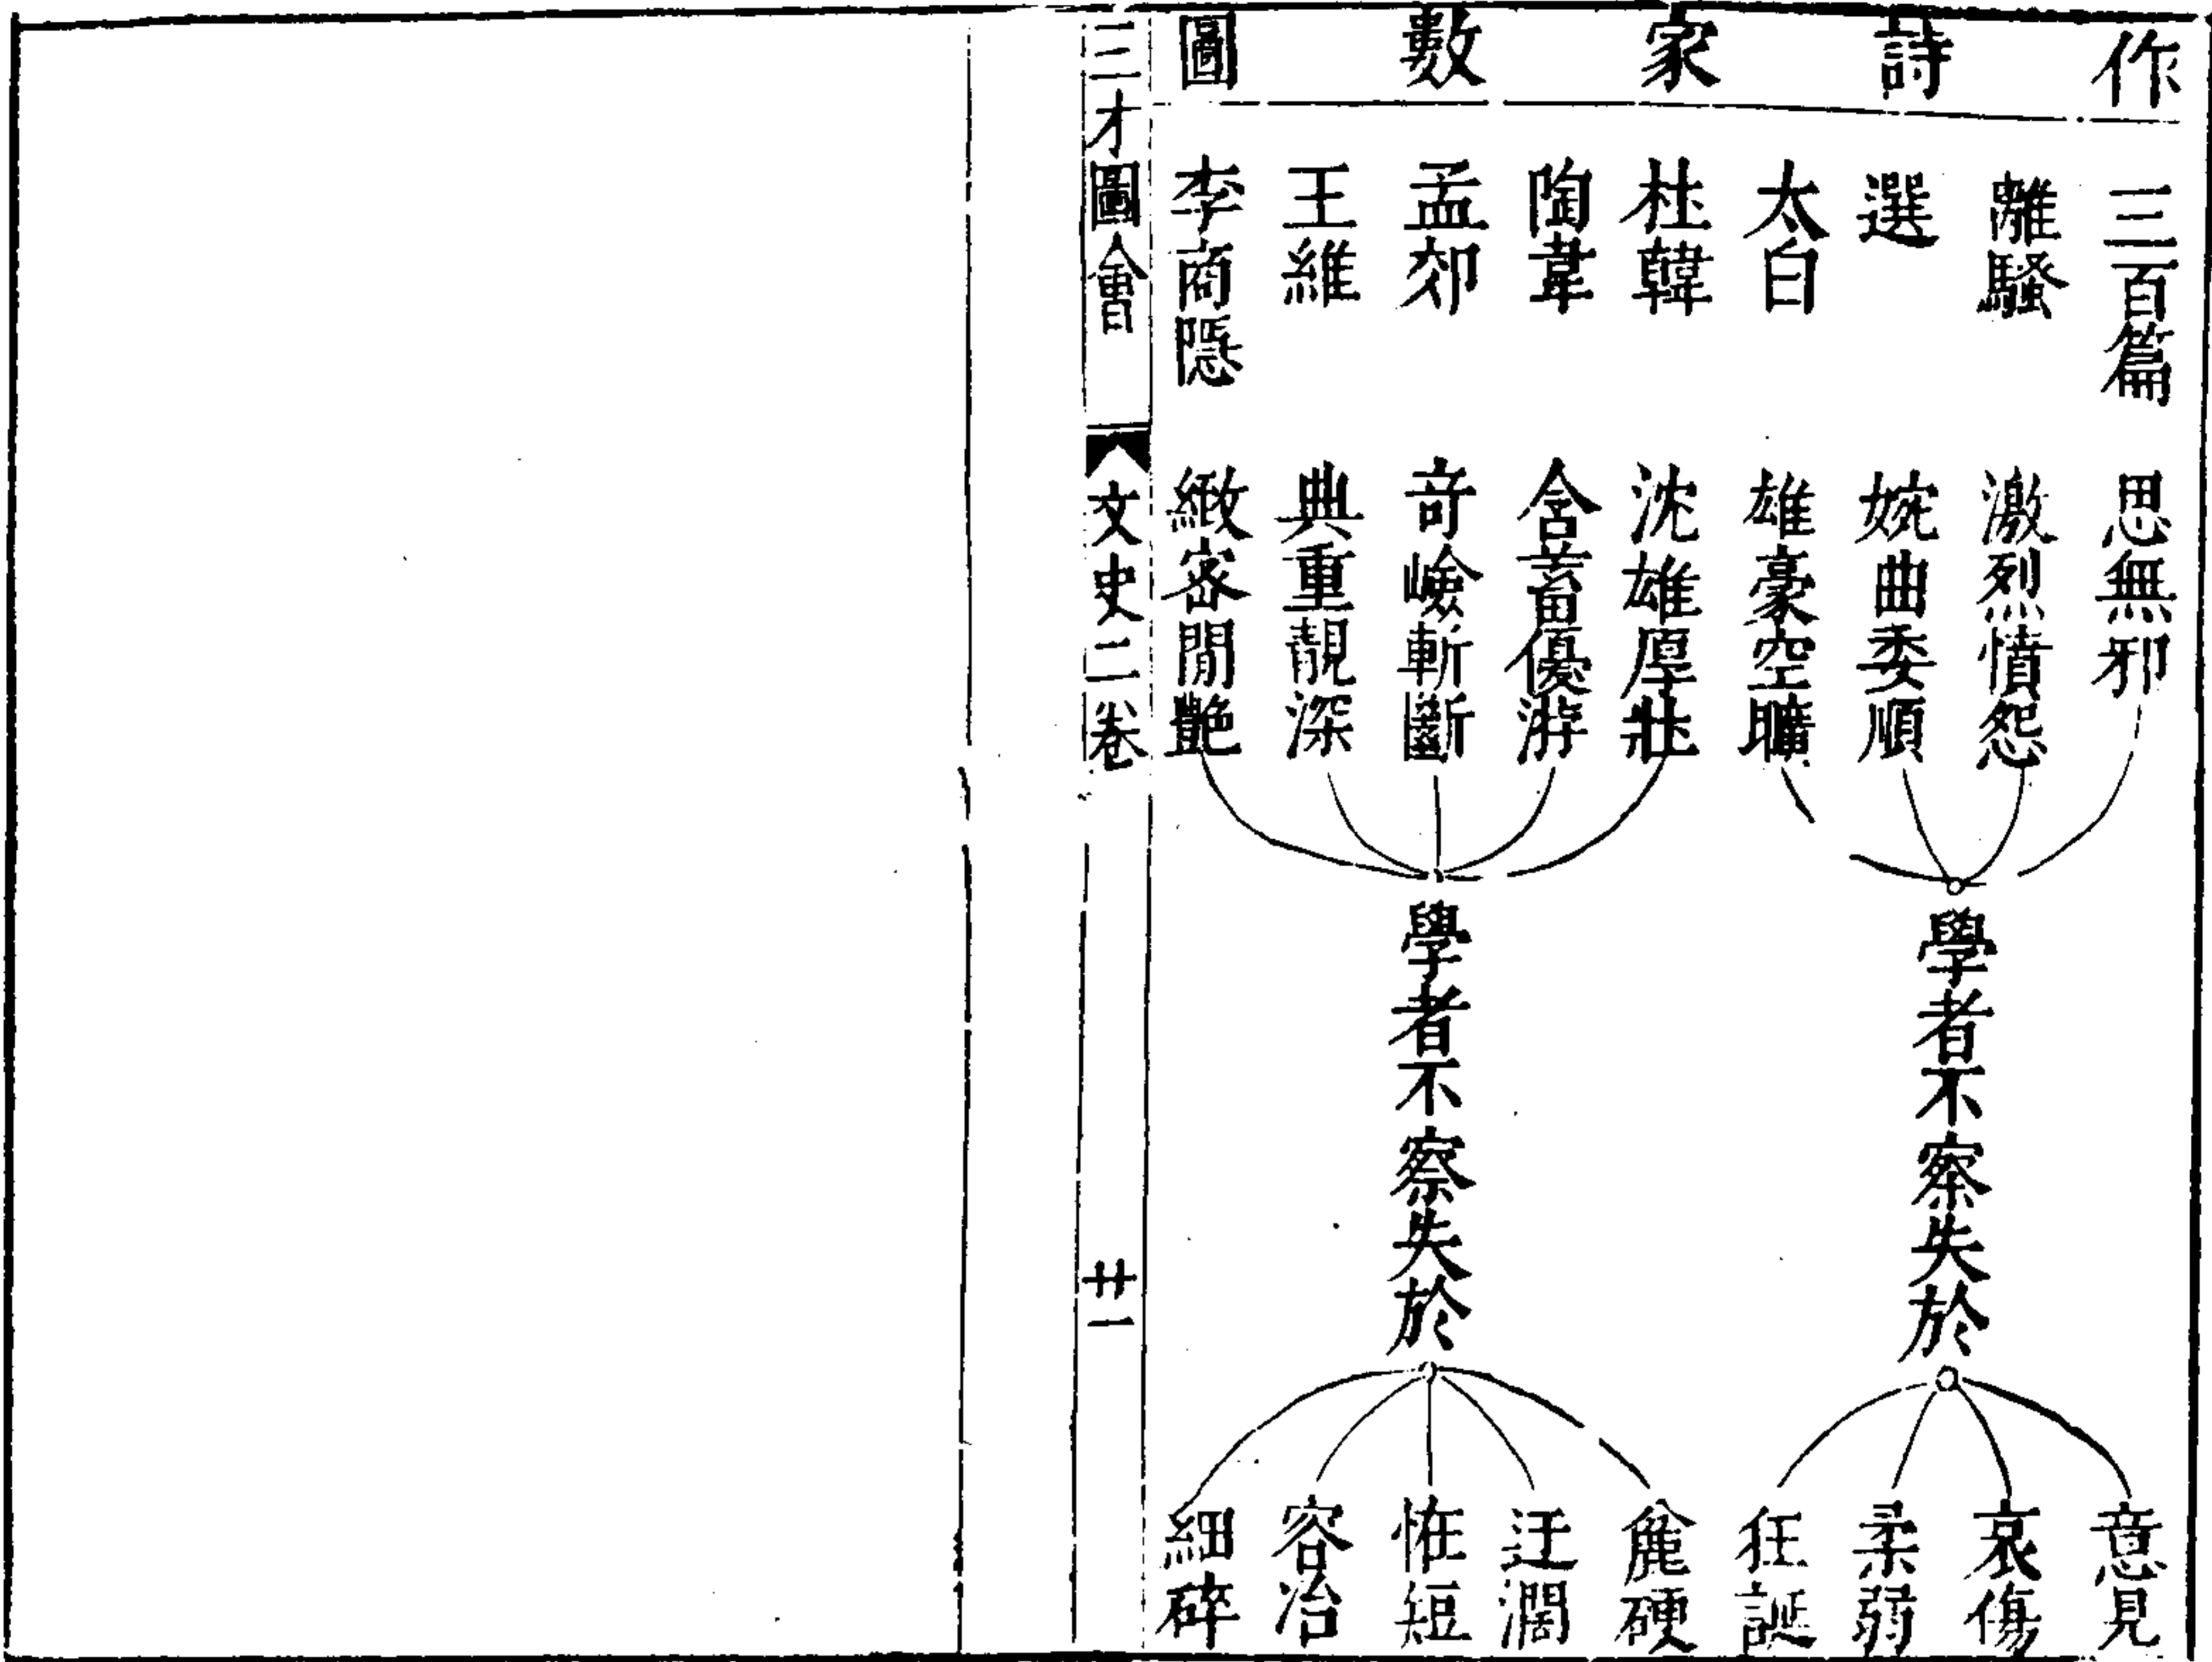 作詩家數圖
三百篇
離騷
選
太白
杜韓
陶韋
孟郊
王維
李商隱
思無邪
激烈憤怨
婉曲委順
雄豪空曠
沈雄厚壯
含蓄優游
竒嶮斬斷
典重靚深
緻密閒艶
學者不察失於
學者不察失於
意見
哀傷
柔弱
狂誕
麄硬
迂濶
恠短
容冶
細碎
三才圖會
文史二卷
廿一